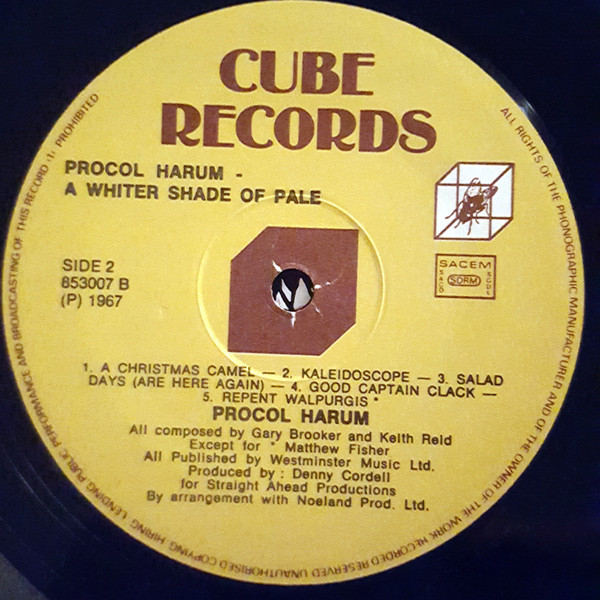 CUBE
RECORDS
PROCOL HARUM -
A WHITER SHADE OF PALE
SIDE 2
853007 B
(P) 1967
SACEM
SDRM
1. A CHRISTMAS CAMEL — 2. KALEIDOSCOPE — 3. SALAD
DAYS (ARE HERE AGAIN) — 4. GOOD CAPTAIN CLACK —
5. REPENT WALPURGIS *
PROCOL HARUM
All composed by Gary Brooker and Keith Reid
Except for * Matthew Fisher
All Published by Westminster Music Ltd.
Produced by : Denny Cordell
for Straight Ahead Productions
By arrangement with Noeland Prod. Ltd.
ALL RIGHTS OF THE PHONOGRAPHIC MANUFACTURER AND OF THE OWNER OF THE WORK RECORDED RESERVED UNAUTHORISED COPYING HIRING LENDING PUBLIC PERFORMANCE AND BROADCASTING OF THIS RECORD PROHIBITED